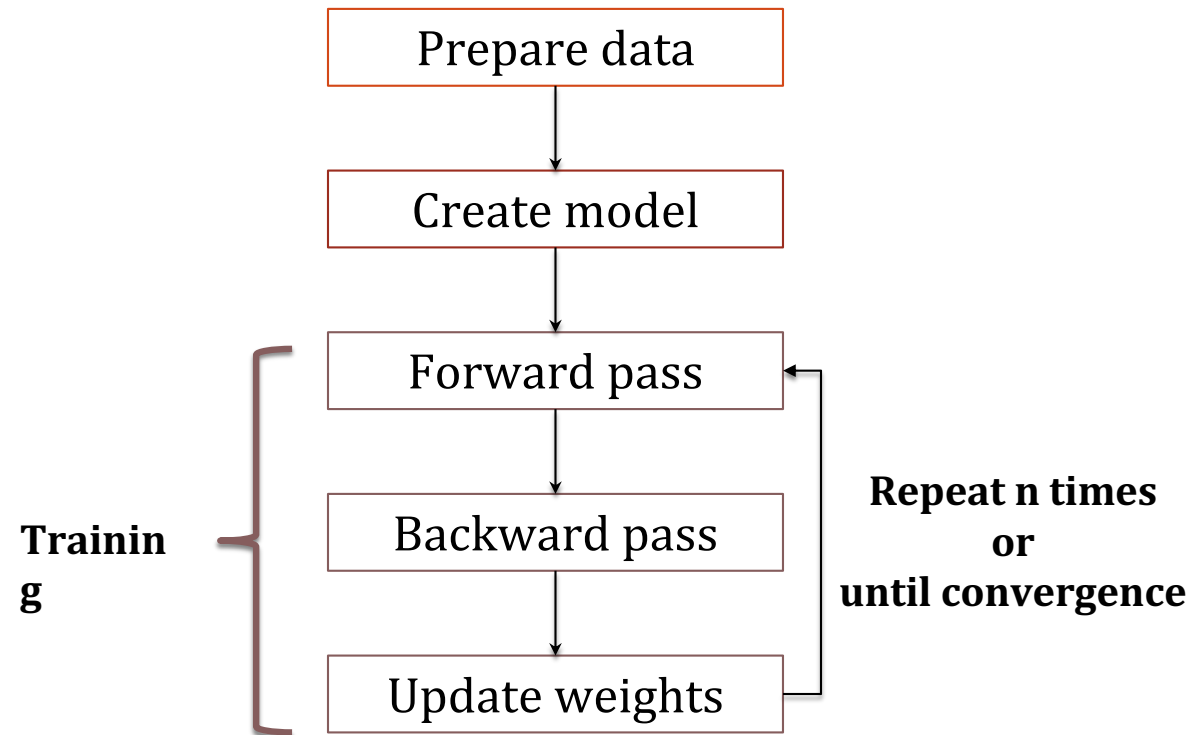 Prepare data
Create model
Forward pass
Backward pass
Update weights
Trainin
g
Repeat n times
or
until convergence